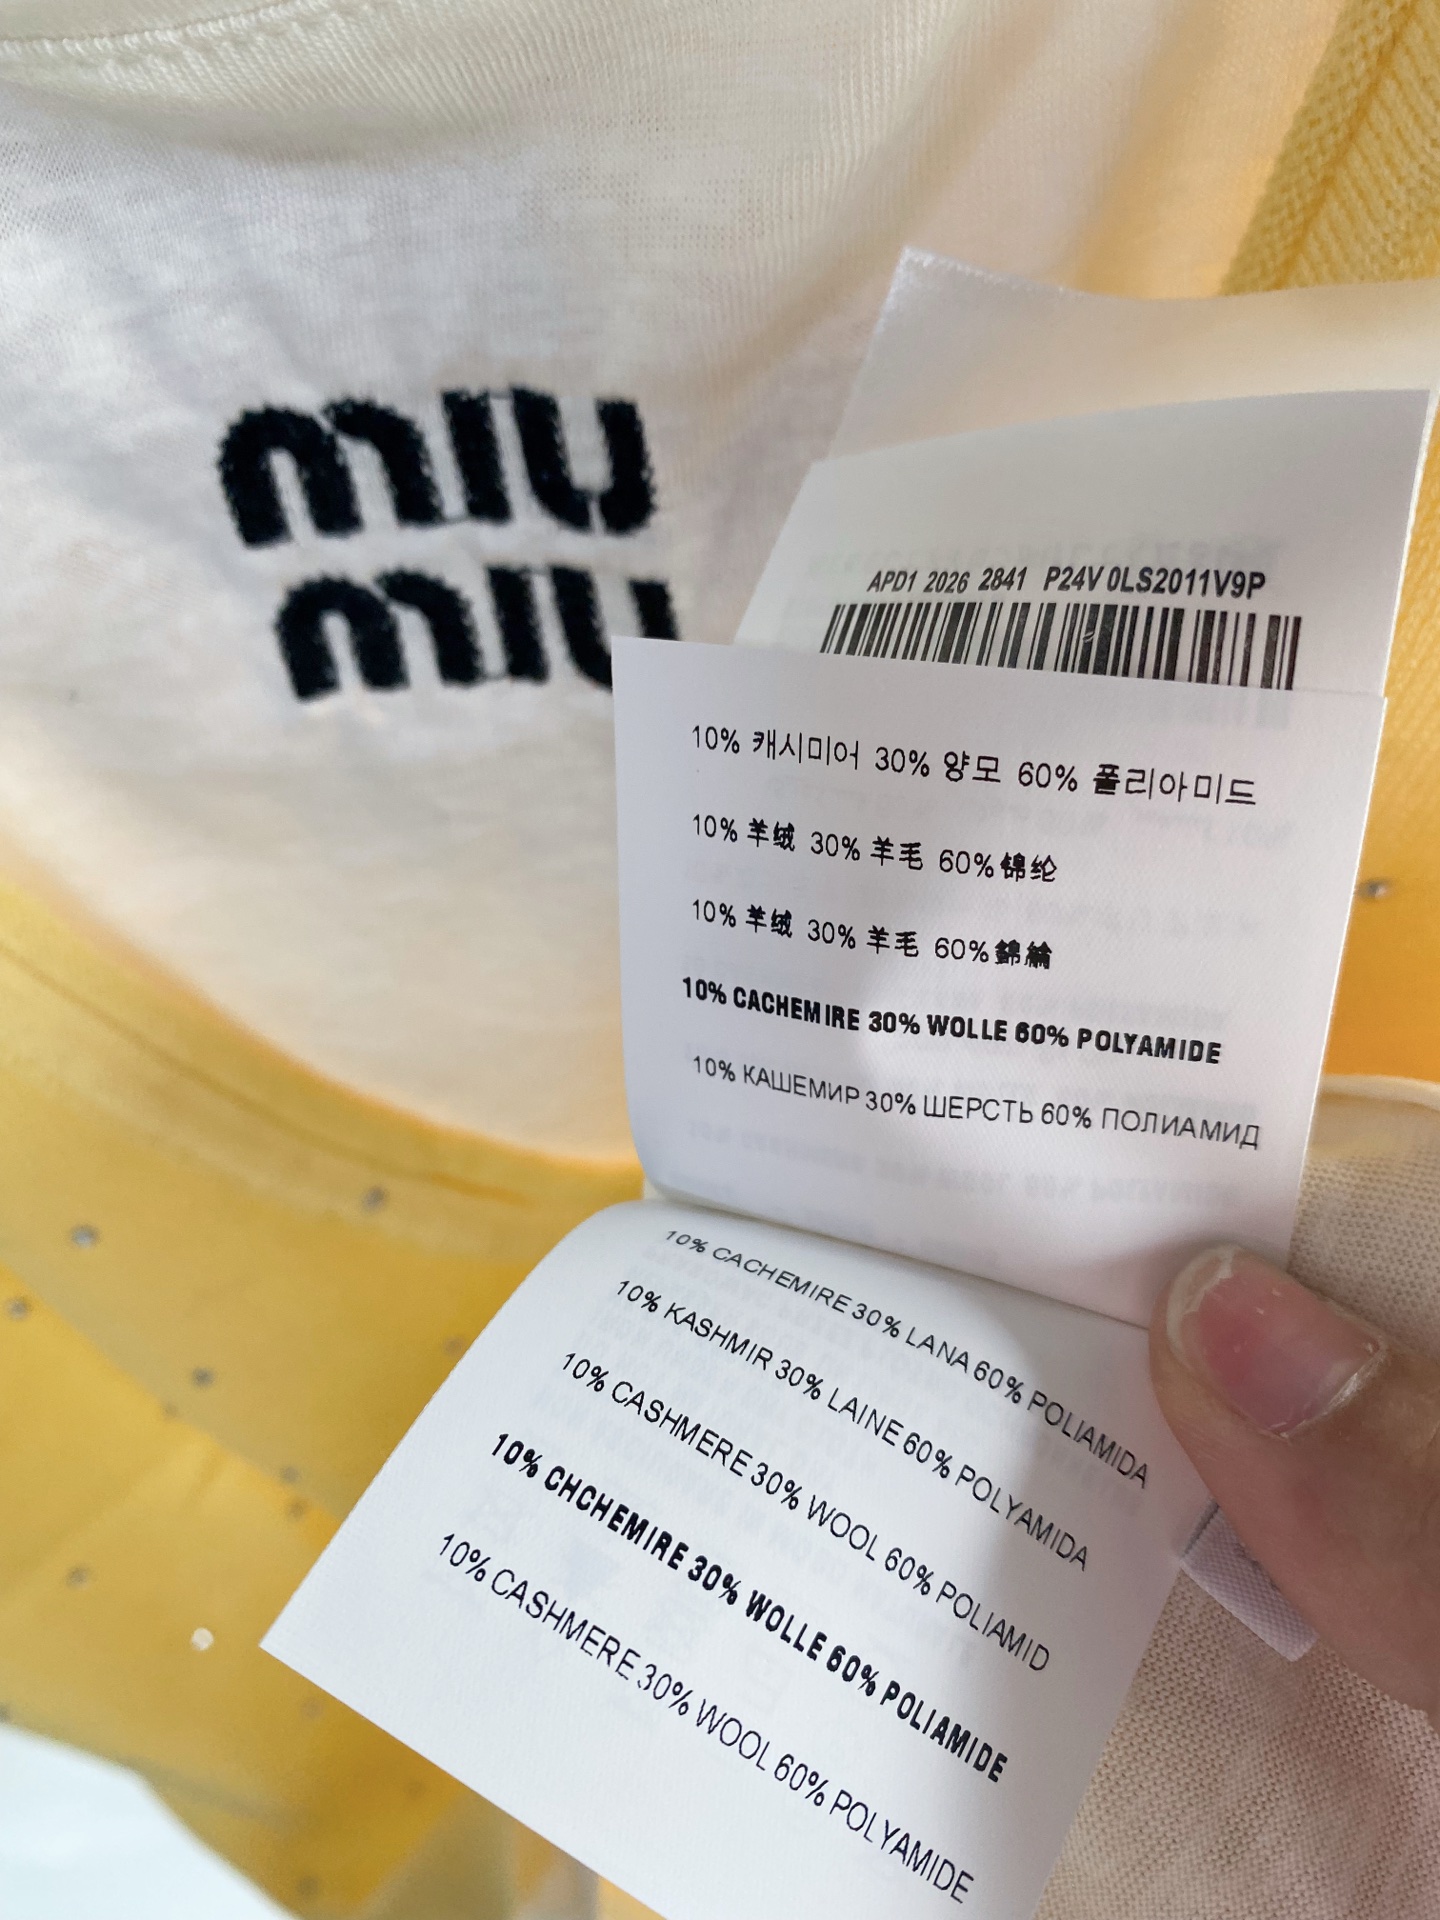 miu
miu
APD1 2026 2841 P24V 0LS2011V9P
10% 캐시미어 30% 양모 60% 폴리아미드
10% 羊绒 30% 羊毛 60%锦纶
10% 羊绒 30% 羊毛 60%錦綸
10% CACHEMIRE 30% WOLLE 60% POLYAMIDE
10% КАШЕМИР 30% ШЕРСТЬ 60% ПОЛИАМИД
10% CACHEMIRE 30% LANA 60% POLIAMIDA
10% KASHMIR 30% LAINE 60% POLYAMIDA
10% CASHMERE 30% WOOL 60% POLIAMID
10% CHCHEMIRE 30% WOLLE 60% POLIAMIDE
10% CASHMERE 30% WOOL 60% POLYAMIDE